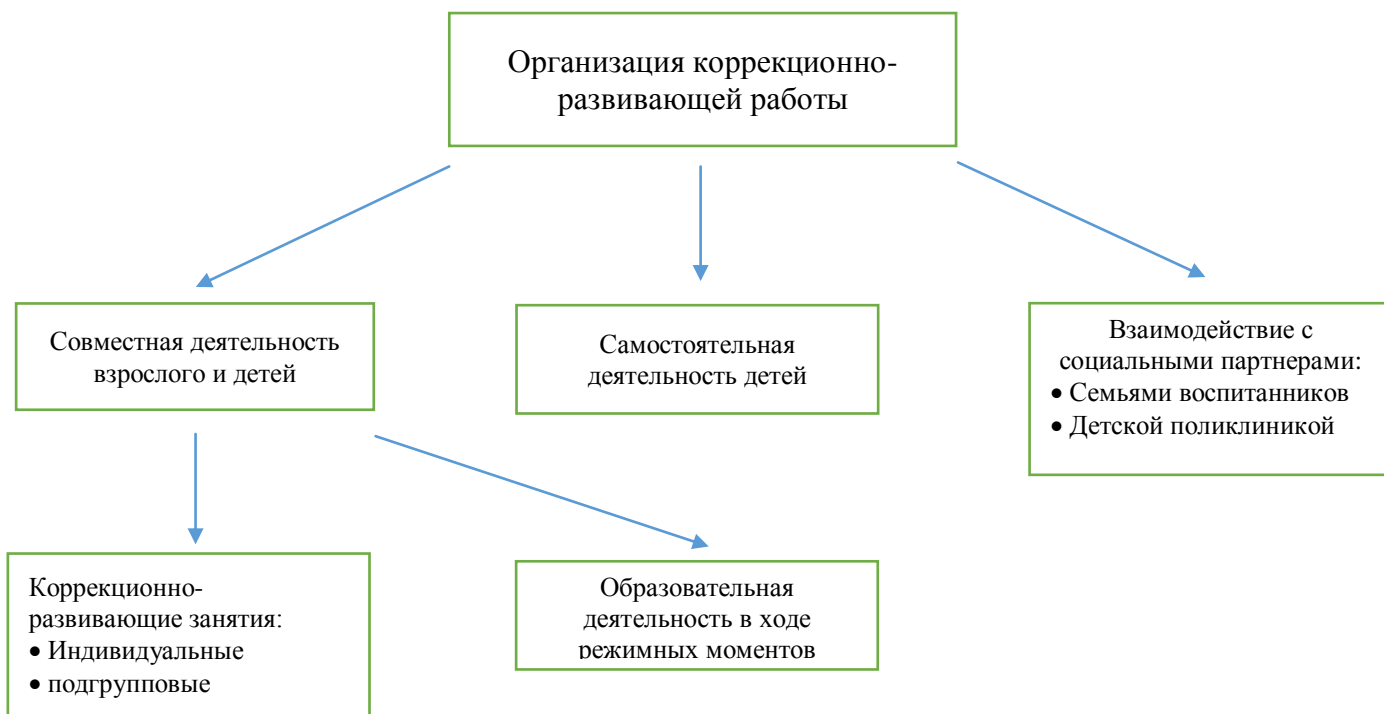 Организация коррекционно-
развивающей работы
Совместная деятельность
взрослого и детей
Самостоятельная
деятельность детей
Взаимодействие с
социальными партнерами:
• Семьями воспитанников
• Детской поликлиникой
Коррекционно-
развивающие занятия:
• Индивидуальные
• подгрупповые
Образовательная
деятельность в ходе
режимных моментов